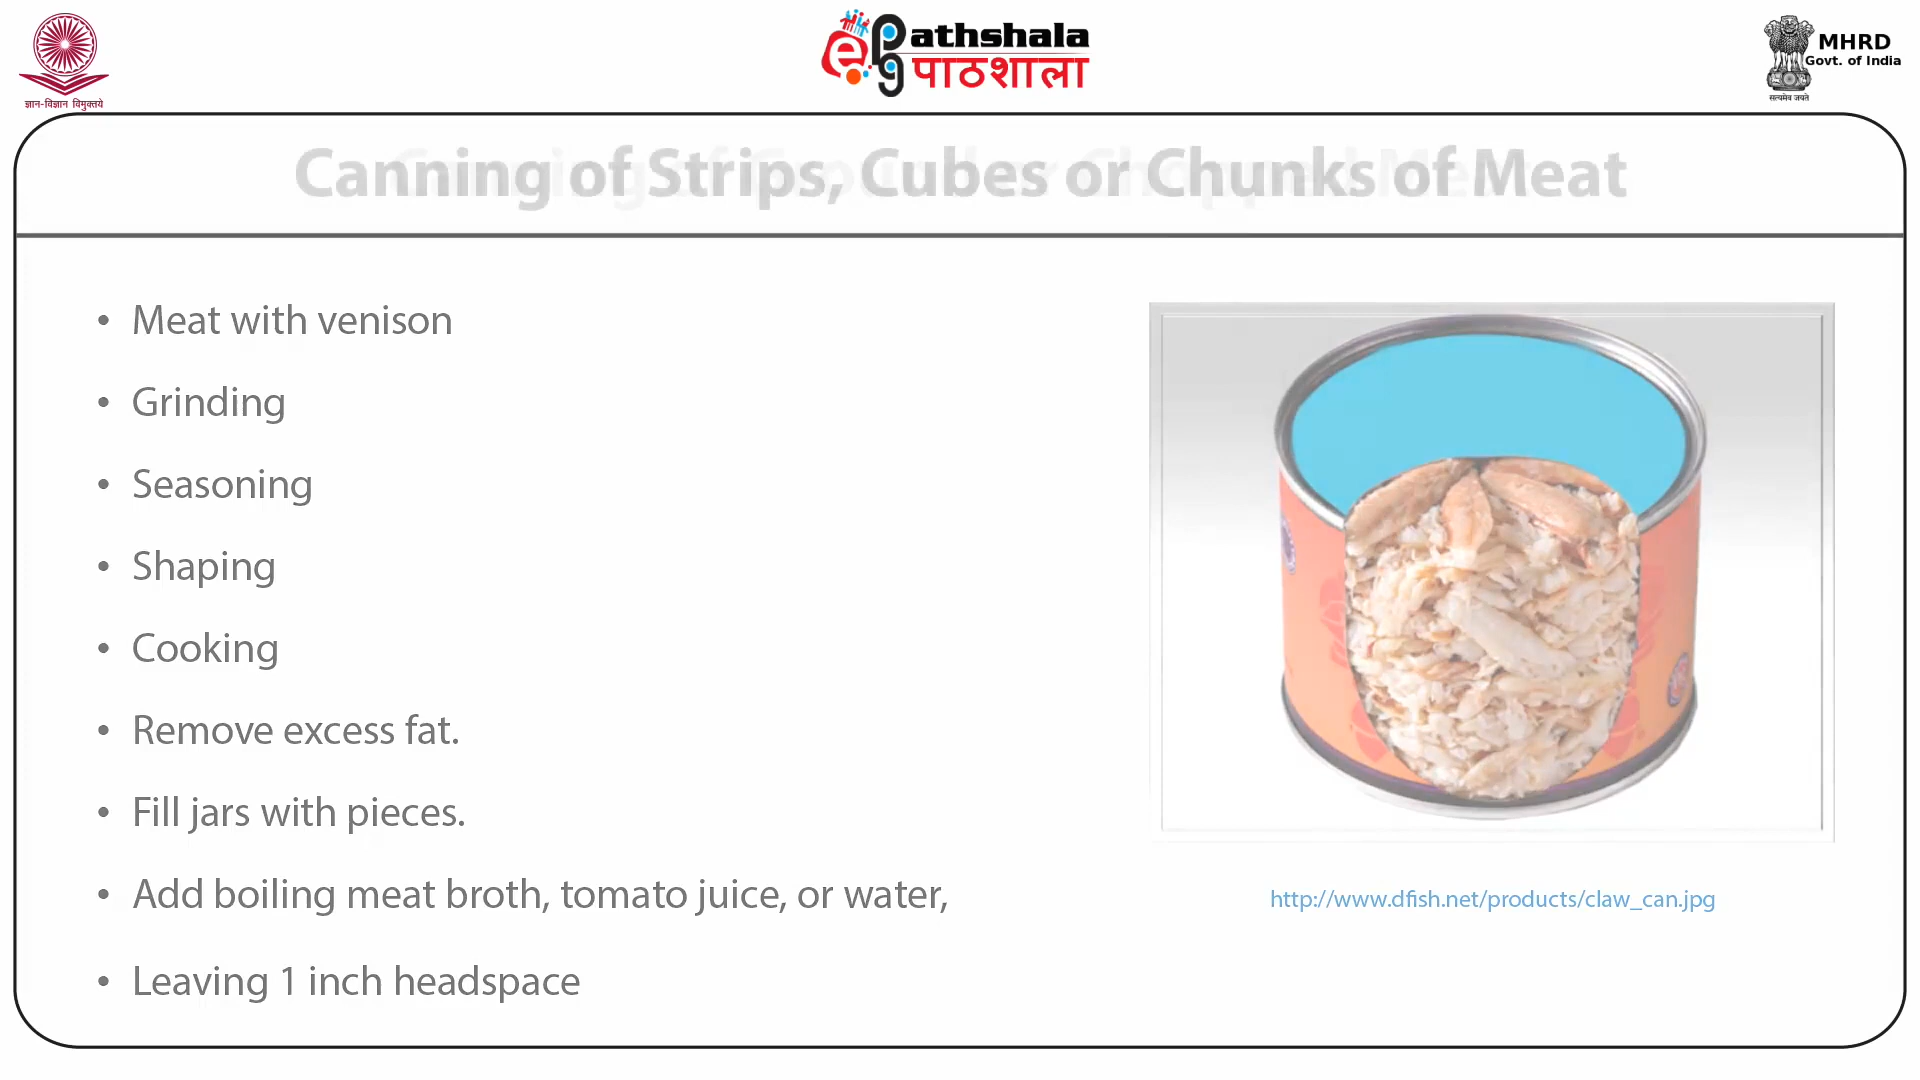 ज्ञान-विज्ञान विमुक्तये
ePathshala
पाठशाला
MHRD
Govt. of India
सत्यमेव जयते
Canning of Strips, Cubes or Chunks of Meat
• Meat with venison
• Grinding
• Seasoning
• Shaping
• Cooking
• Remove excess fat.
• Fill jars with pieces.
• Add boiling meat broth, tomato juice, or water,
• Leaving 1 inch headspace
http://www.dfish.net/products/claw_can.jpg